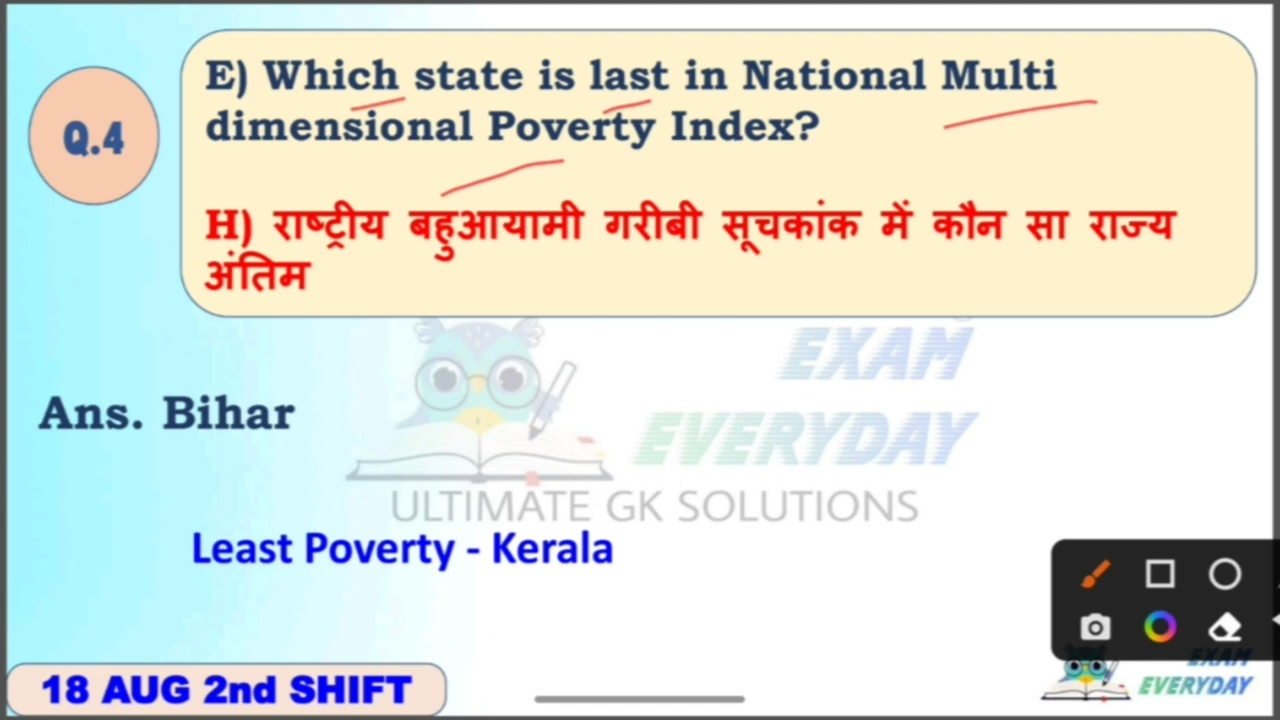 Q.4
E) Which state is last in National Multi
dimensional Poverty Index?
H) राष्ट्रीय बहुआयामी गरीबी सूचकांक में कौन सा राज्य
अंतिम
EXAM
EVERYDAY
ULTIMATE GK SOLUTIONS
Ans. Bihar
Least Poverty - Kerala
18 AUG 2nd SHIFT
EXAM
EVERYDAY